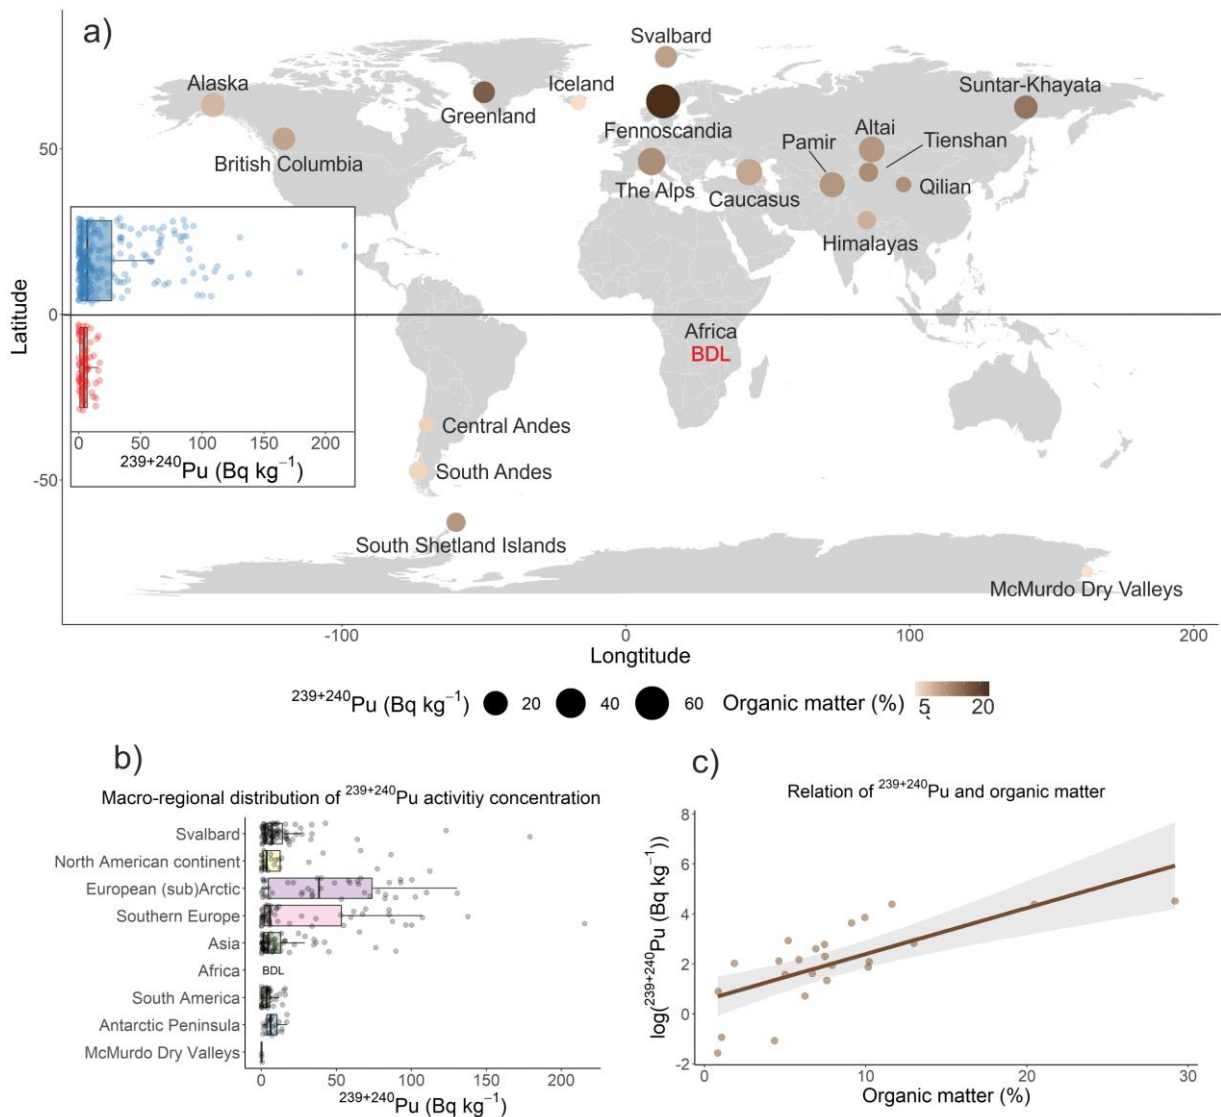 a)
Svalbard
Alaska
Iceland
Suntar-Khayata
Greenland
Fennoscandia
Altai
Tienshan
Pamir
British Columbia
The Alps
Caucasus
Qilian
Himalayas
50
0
-50
Latitude
Africa
BDL
0 50 100 150 200
²³⁹⁺²⁴⁰Pu (Bq kg⁻¹)
Central Andes
South Andes
South Shetland Islands
McMurdo Dry Valleys
-100 0 100 200
Longtitude
²³⁹⁺²⁴⁰Pu (Bq kg⁻¹) 20 40 60 Organic matter (%) 5 20
b)
Macro-regional distribution of ²³⁹⁺²⁴⁰Pu activitiy concentration
Svalbard
North American continent
European (sub)Arctic
Southern Europe
Asia
Africa BDL
South America
Antarctic Peninsula
McMurdo Dry Valleys
0 50 100 150 200
²³⁹⁺²⁴⁰Pu (Bq kg⁻¹)
c)
Relation of ²³⁹⁺²⁴⁰Pu and organic matter
log(²³⁹⁺²⁴⁰Pu (Bq kg⁻¹))
8
6
4
2
0
-2
0 10 20 30
Organic matter (%)